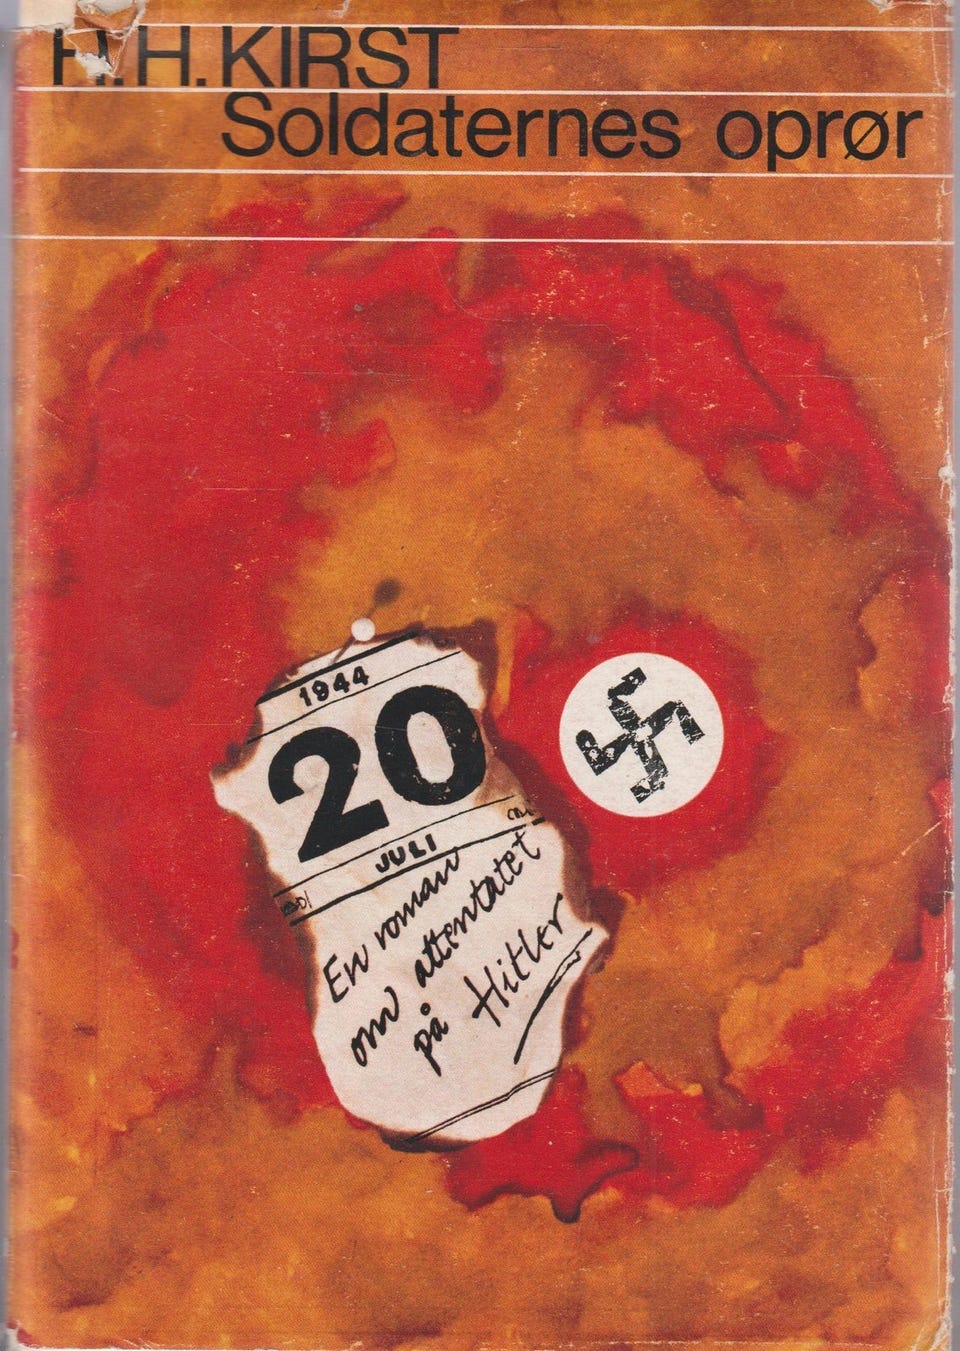 H. H. KIRST
Soldaternes oprør
1944
20
JULI
En roman
om attentatet
på Hitler